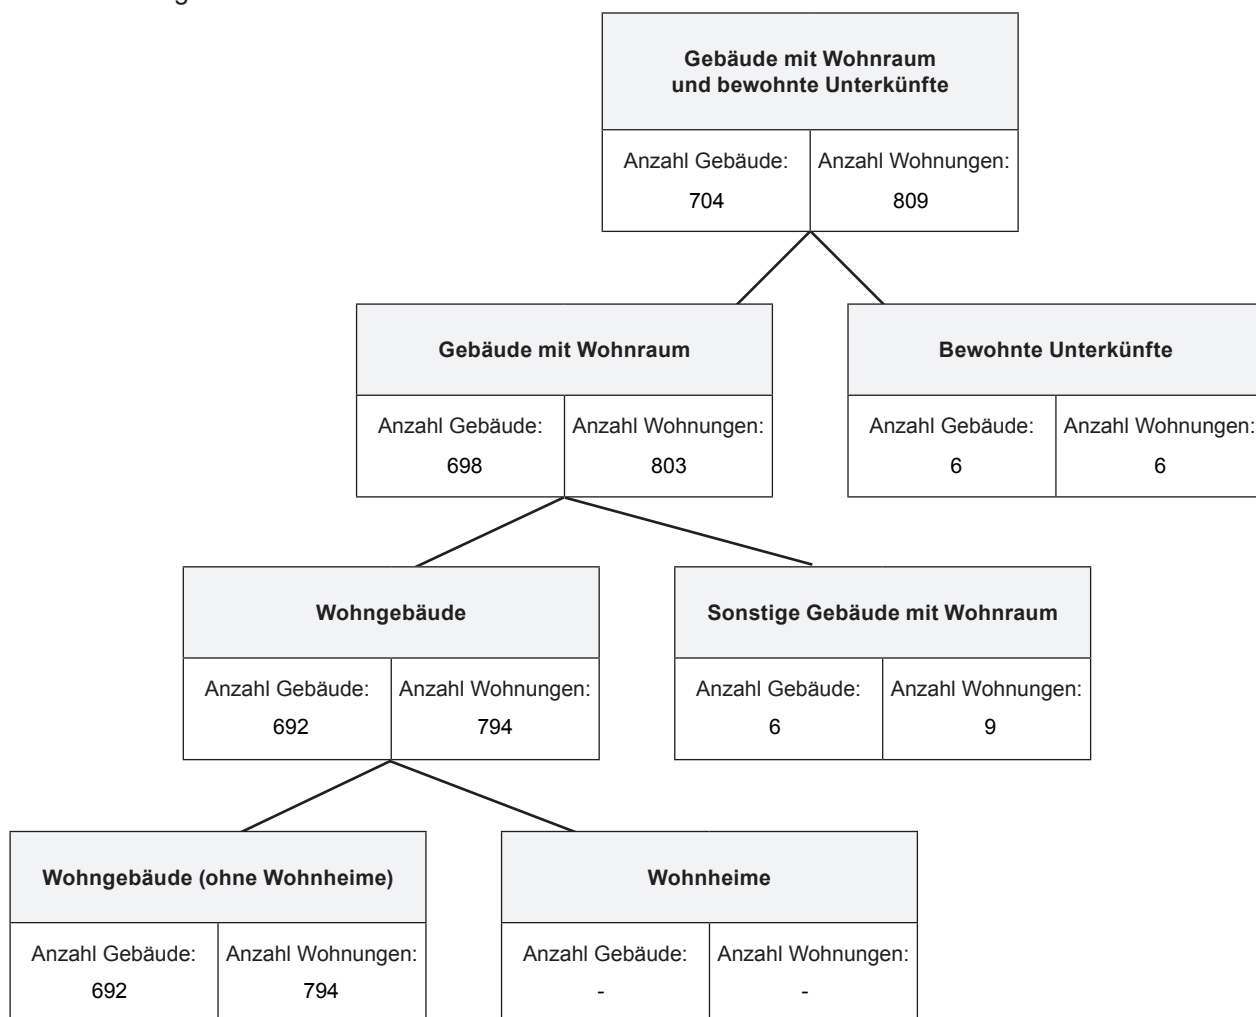 Gebäude mit Wohnraum
und bewohnte Unterkünfte
Anzahl Gebäude: Anzahl Wohnungen:
704 809
Gebäude mit Wohnraum
Bewohnte Unterkünfte
Anzahl Gebäude: Anzahl Wohnungen:
698 803
Anzahl Gebäude: Anzahl Wohnungen:
6 6
Wohngebäude
Sonstige Gebäude mit Wohnraum
Anzahl Gebäude: Anzahl Wohnungen:
692 794
Anzahl Gebäude: Anzahl Wohnungen:
6 9
Wohngebäude (ohne Wohnheime)
Wohnheime
Anzahl Gebäude: Anzahl Wohnungen:
692 794
Anzahl Gebäude: Anzahl Wohnungen:
- -